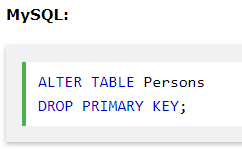 MySQL:
ALTER TABLE Persons
DROP PRIMARY KEY;